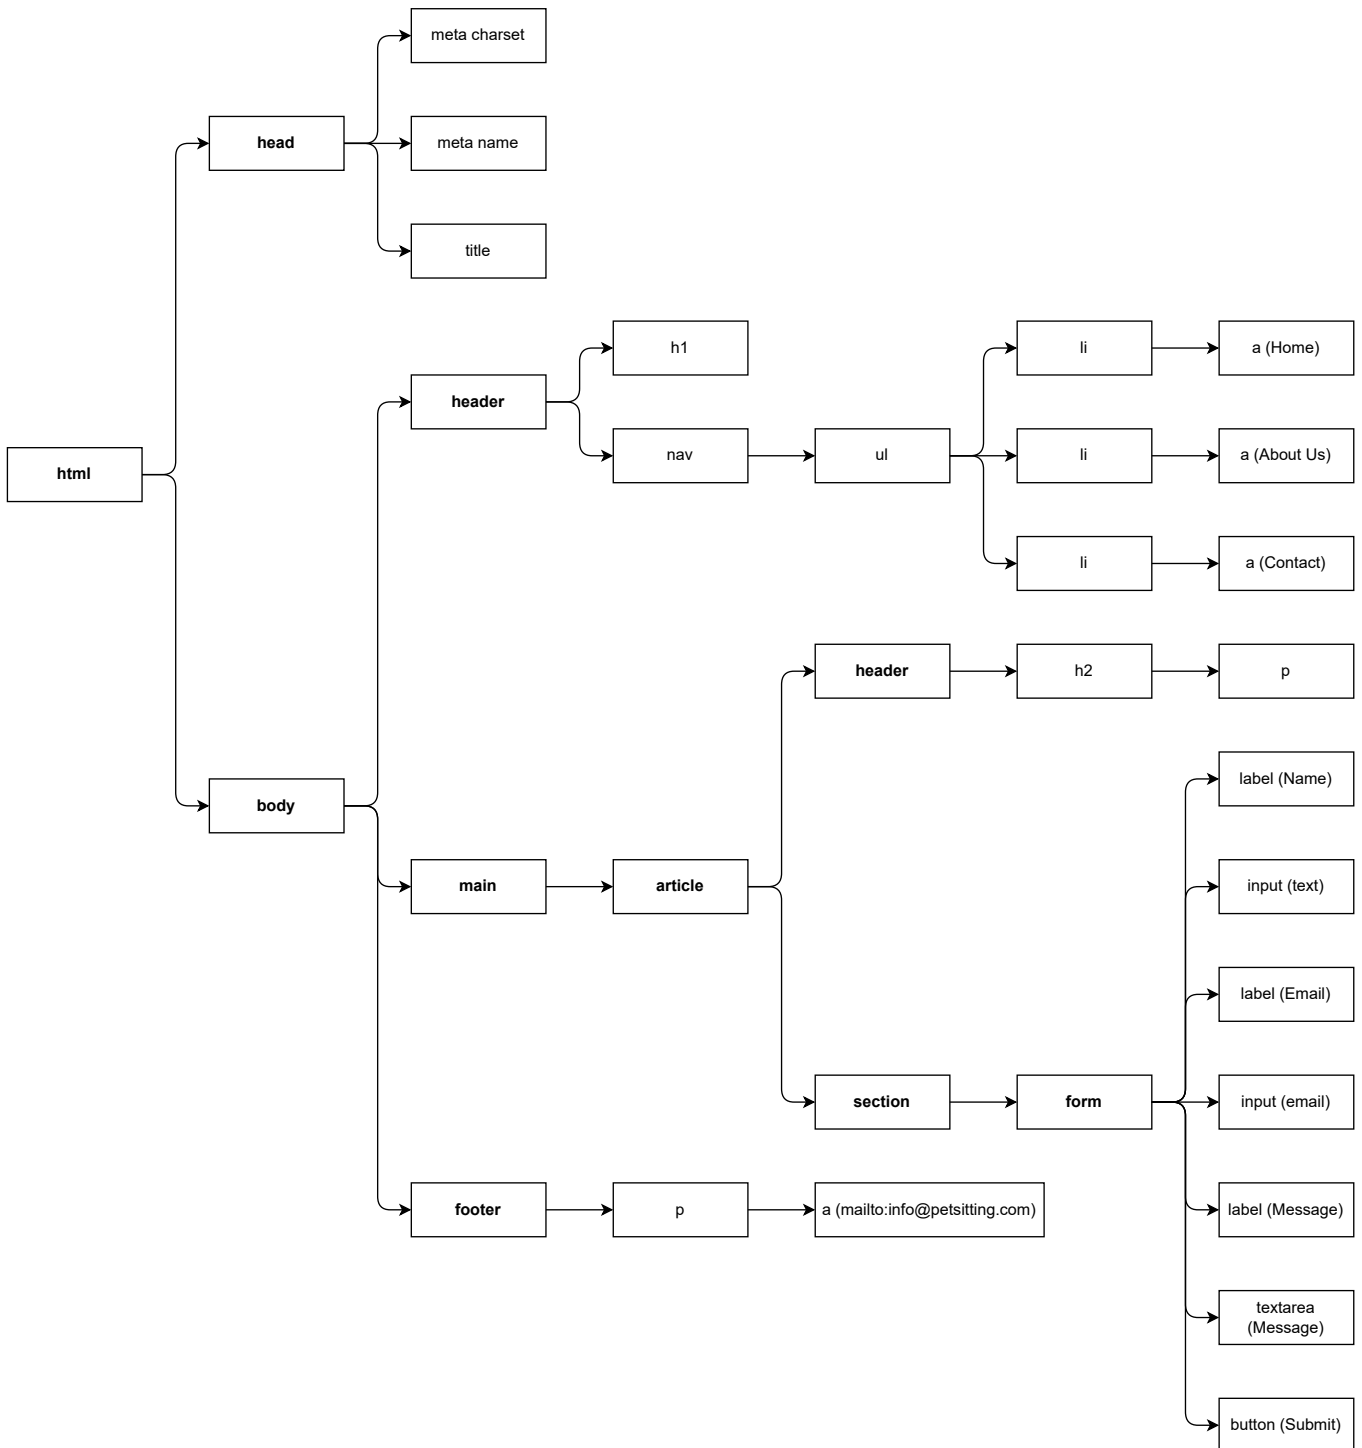 meta charset
head
meta name
title
h1
li
a (Home)
header
html
nav
ul
li
a (About Us)
li
a (Contact)
header
h2
p
label (Name)
body
main
article
input (text)
label (Email)
section
form
input (email)
footer
p
a (mailto:info@petsitting.com)
label (Message)
textarea
(Message)
button (Submit)